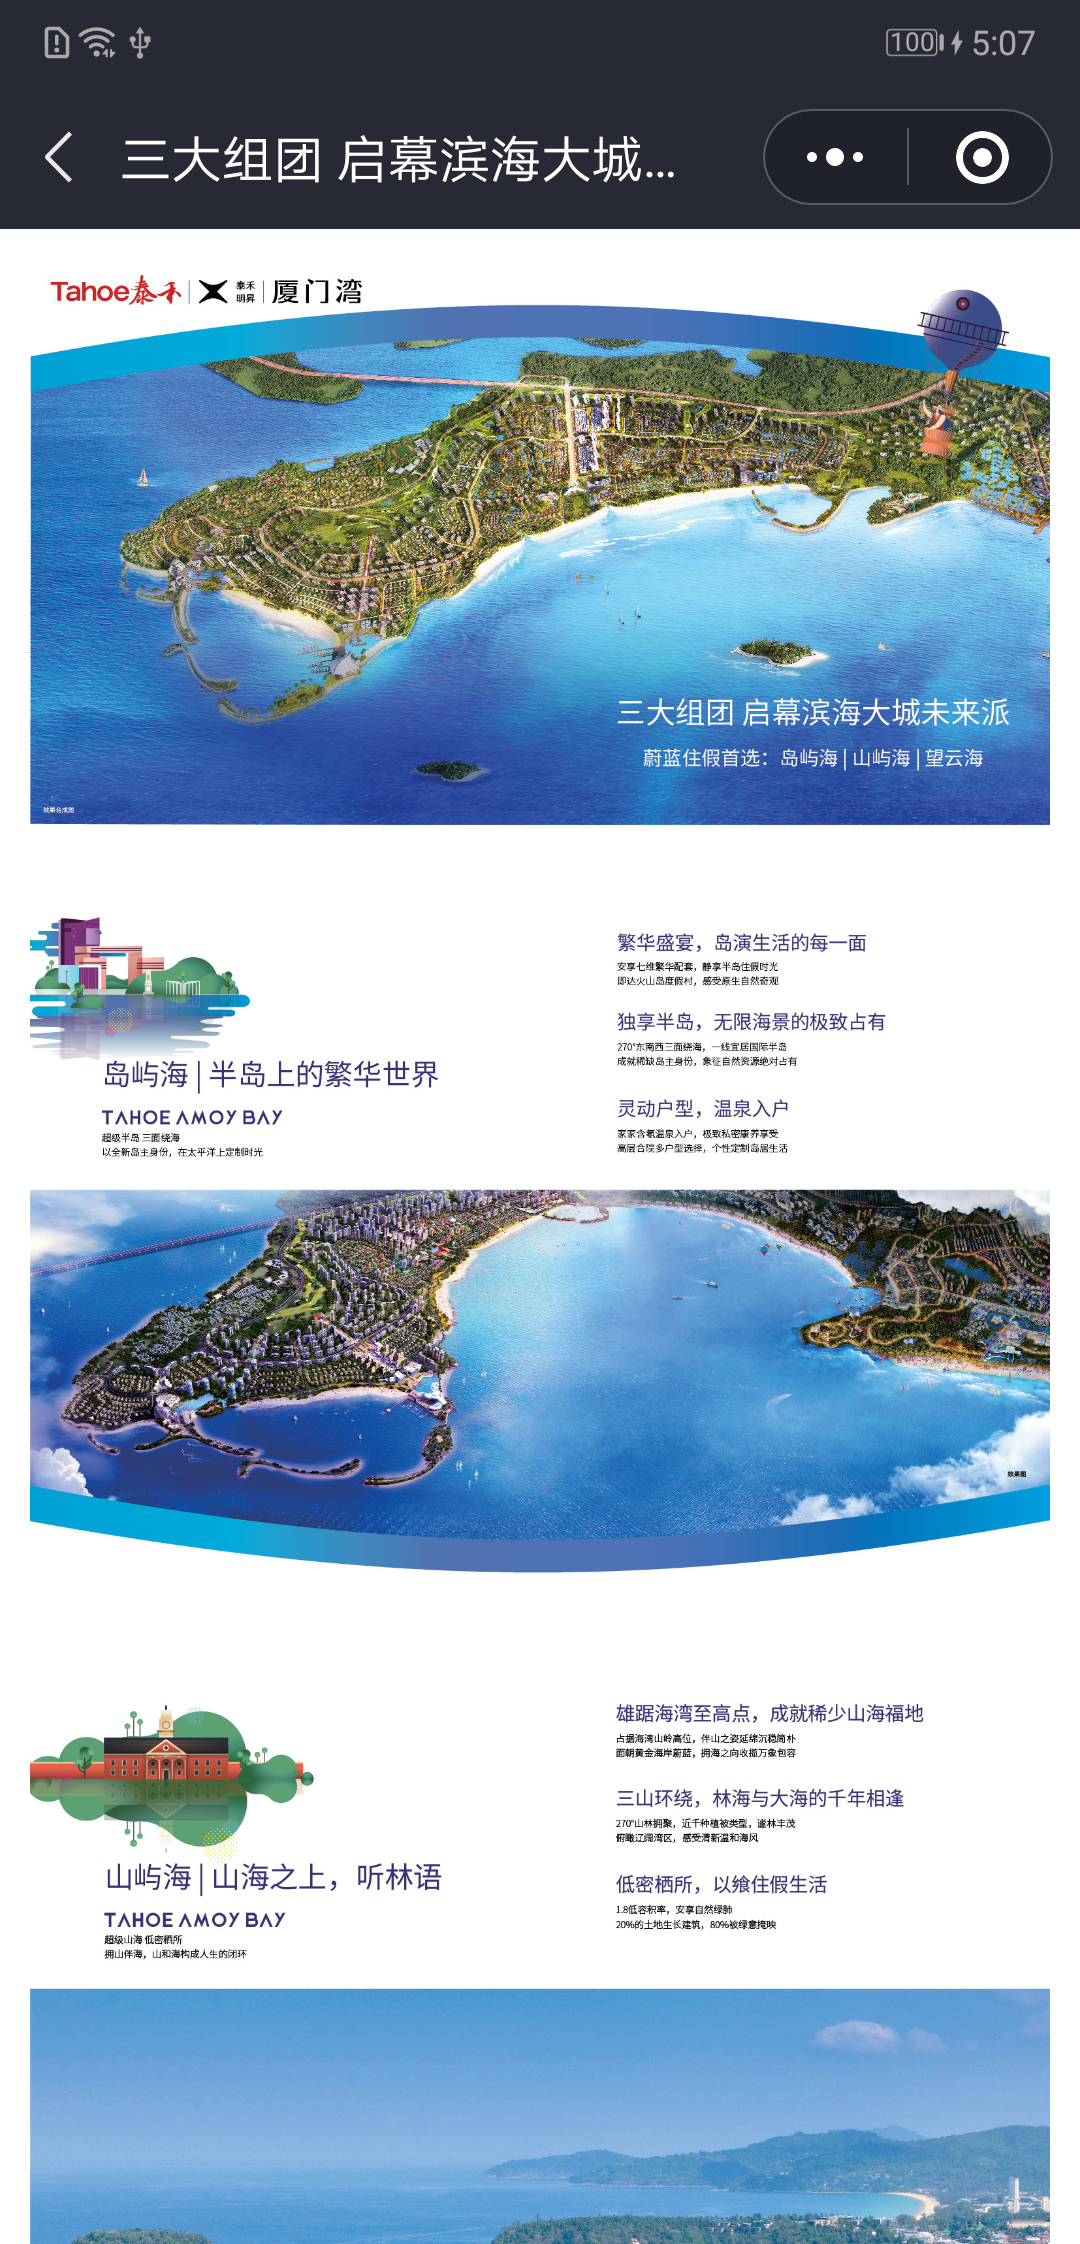 100 5:07
三大组团 启幕滨海大城...
Tahoe泰禾 泰禾明昇 厦门湾
三大组团 启幕滨海大城未来派
蔚蓝住假首选：岛屿海 | 山屿海 | 望云海
效果合成图
繁华盛宴，岛演生活的每一面
安享七维繁华配套，静享半岛住假时光
即达火山岛度假村，感受原生自然奇观
独享半岛，无限海景的极致占有
270°东南西三面绕海，一线宜居国际半岛
成就稀缺岛主身份，象征自然资源绝对占有
岛屿海 | 半岛上的繁华世界
TAHOE AMOY BAY
超级半岛 三面绕海
以全新岛主身份，在太平洋上定制时光
灵动户型，温泉入户
家家含氡温泉入户，极致私密康养享受
高层合院多户型选择，个性定制岛居生活
效果图
雄踞海湾至高点，成就稀少山海福地
占据海湾山岭高位，伴山之姿延绵沉稳简朴
面朝黄金海岸蔚蓝，拥海之向收揽万象包容
三山环绕，林海与大海的千年相逢
270°山林拥聚，近千种植被类型，谧林丰茂
俯瞰辽阔湾区，感受清新温和海风
山屿海 | 山海之上，听林语
TAHOE AMOY BAY
超级山海 低密栖所
拥山伴海，山和海构成人生的闭环
低密栖所，以飨住假生活
1.8低容积率，安享自然绿肺
20%的土地生长建筑，80%被绿意掩映